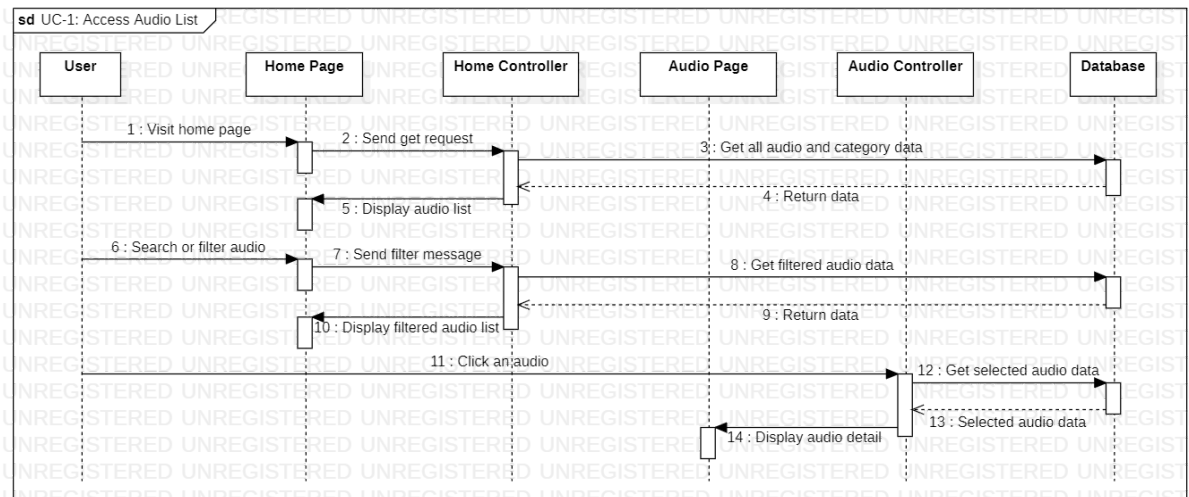 sd UC-1: Access Audio List
User
Home Page
Home Controller
Audio Page
Audio Controller
Database
1 : Visit home page
2 : Send get request
3 : Get all audio and category data
4 : Return data
5 : Display audio list
6 : Search or filter audio
7 : Send filter message
8 : Get filtered audio data
9 : Return data
10 : Display filtered audio list
11 : Click an audio
12 : Get selected audio data
13 : Selected audio data
14 : Display audio detail
UNREGISTERED